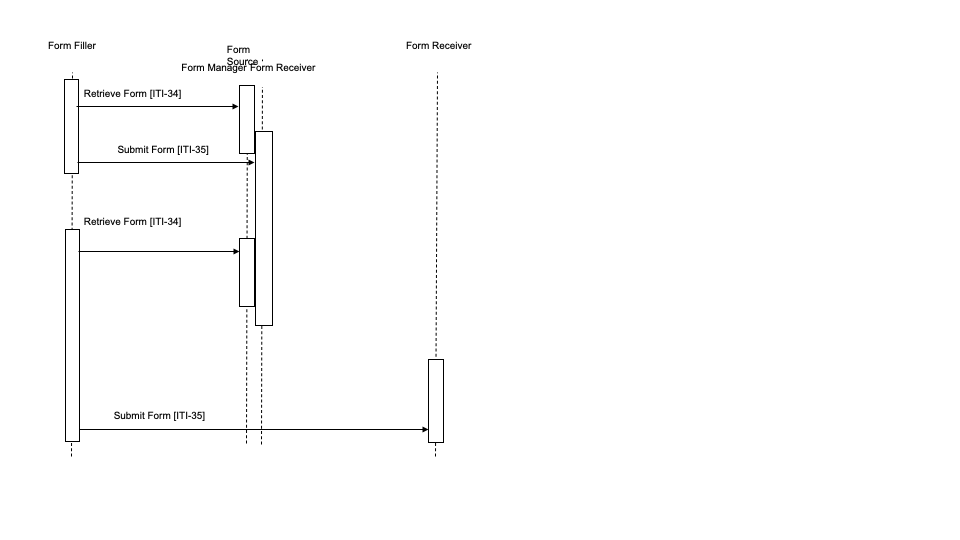 Form Filler
Form
Source
Form Manager Form Receiver
Form Receiver
Retrieve Form [ITI-34]
Submit Form [ITI-35]
Retrieve Form [ITI-34]
Submit Form [ITI-35]